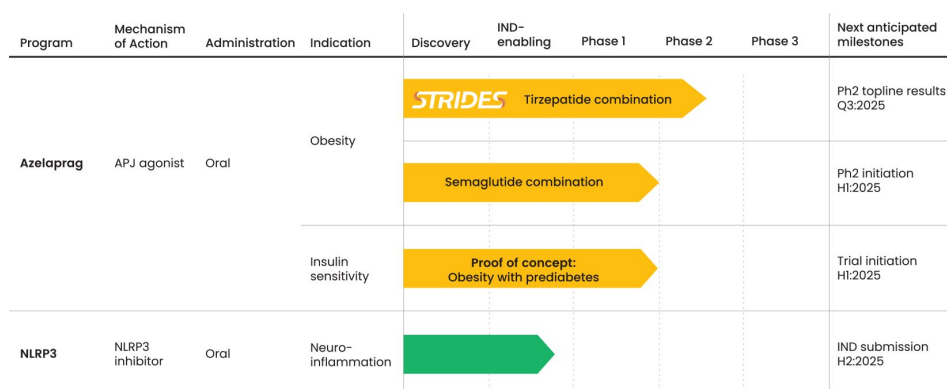 Program
Mechanism
of Action
Administration
Indication
Discovery
IND-
enabling
Phase 1
Phase 2
Phase 3
Next anticipated
milestones
Azelaprag
APJ agonist
Oral
Obesity
STRIDES Tirzepatide combination
Ph2 topline results
Q3:2025
Semaglutide combination
Ph2 initiation
H1:2025
Insulin
sensitivity
Proof of concept:
Obesity with prediabetes
Trial initiation
H1:2025
NLRP3
NLRP3
inhibitor
Oral
Neuro-
inflammation
IND submission
H2:2025